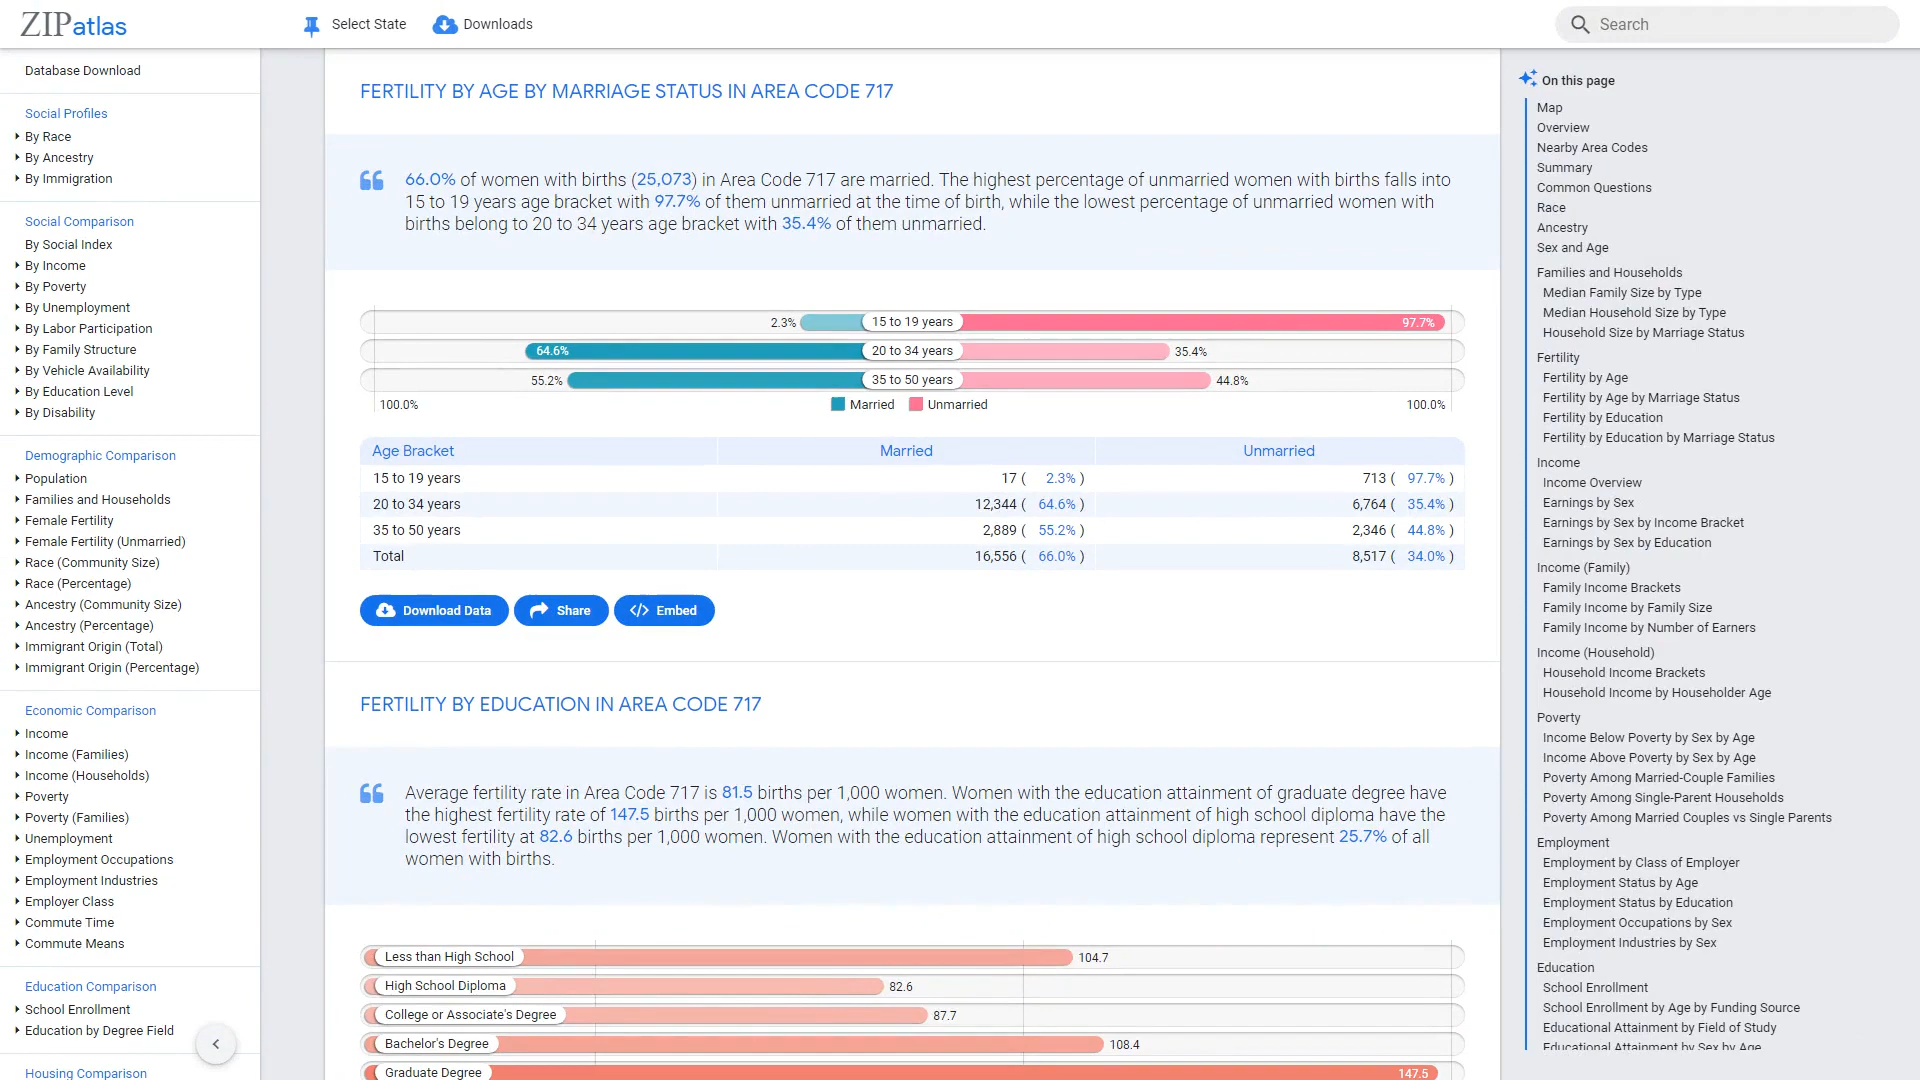 ZIPatlas
Select State
Downloads
Search
Database Download
Social Profiles
By Race
By Ancestry
By Immigration
Social Comparison
By Social Index
By Income
By Poverty
By Unemployment
By Labor Participation
By Family Structure
By Vehicle Availability
By Education Level
By Disability
Demographic Comparison
Population
Families and Households
Female Fertility
Female Fertility (Unmarried)
Race (Community Size)
Race (Percentage)
Ancestry (Community Size)
Ancestry (Percentage)
Immigrant Origin (Total)
Immigrant Origin (Percentage)
Economic Comparison
Income
Income (Families)
Income (Households)
Poverty
Poverty (Families)
Unemployment
Employment Occupations
Employment Industries
Employer Class
Commute Time
Commute Means
Education Comparison
School Enrollment
Education by Degree Field
Housing Comparison
FERTILITY BY AGE BY MARRIAGE STATUS IN AREA CODE 717
66.0% of women with births (25,073) in Area Code 717 are married. The highest percentage of unmarried women with births falls into
15 to 19 years age bracket with 97.7% of them unmarried at the time of birth, while the lowest percentage of unmarried women with
births belong to 20 to 34 years age bracket with 35.4% of them unmarried.
2.3% 15 to 19 years 97.7%
64.6% 20 to 34 years 35.4%
55.2% 35 to 50 years 44.8%
100.0% Married Unmarried 100.0%
Age Bracket Married Unmarried
15 to 19 years 17 ( 2.3% ) 713 ( 97.7% )
20 to 34 years 12,344 ( 64.6% ) 6,764 ( 35.4% )
35 to 50 years 2,889 ( 55.2% ) 2,346 ( 44.8% )
Total 16,556 ( 66.0% ) 8,517 ( 34.0% )
Download Data Share Embed
FERTILITY BY EDUCATION IN AREA CODE 717
Average fertility rate in Area Code 717 is 81.5 births per 1,000 women. Women with the education attainment of graduate degree have
the highest fertility rate of 147.5 births per 1,000 women, while women with the education attainment of high school diploma have the
lowest fertility at 82.6 births per 1,000 women. Women with the education attainment of high school diploma represent 25.7% of all
women with births.
Less than High School 104.7
High School Diploma 82.6
College or Associate's Degree 87.7
Bachelor's Degree 108.4
Graduate Degree 147.5
On this page
Map
Overview
Nearby Area Codes
Summary
Common Questions
Race
Ancestry
Sex and Age
Families and Households
Median Family Size by Type
Median Household Size by Type
Household Size by Marriage Status
Fertility
Fertility by Age
Fertility by Age by Marriage Status
Fertility by Education
Fertility by Education by Marriage Status
Income
Income Overview
Earnings by Sex
Earnings by Sex by Income Bracket
Earnings by Sex by Education
Income (Family)
Family Income Brackets
Family Income by Family Size
Family Income by Number of Earners
Income (Household)
Household Income Brackets
Household Income by Householder Age
Poverty
Income Below Poverty by Sex by Age
Income Above Poverty by Sex by Age
Poverty Among Married-Couple Families
Poverty Among Single-Parent Households
Poverty Among Married Couples vs Single Parents
Employment
Employment by Class of Employer
Employment Status by Age
Employment Status by Education
Employment Occupations by Sex
Employment Industries by Sex
Education
School Enrollment
School Enrollment by Age by Funding Source
Educational Attainment by Field of Study
Educational Attainment by Sex by Age